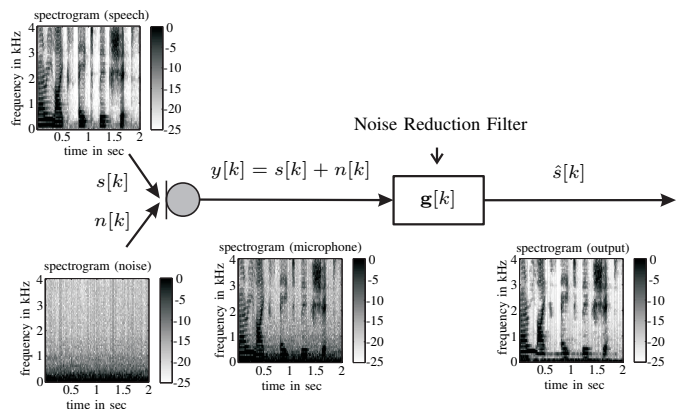 spectrogram (speech)
frequency in kHz
4
3
2
1
0
0.5 1 1.5 2
time in sec
0
-5
-10
-15
-20
-25
Noise Reduction Filter
s[k]
n[k]
y[k] = s[k] + n[k]
g[k]
ŝ[k]
spectrogram (noise)
frequency in kHz
4
3
2
1
0
0.5 1 1.5 2
time in sec
0
-5
-10
-15
-20
-25
spectrogram (microphone)
frequency in kHz
4
3
2
1
0
0.5 1 1.5 2
time in sec
0
-5
-10
-15
-20
-25
spectrogram (output)
frequency in kHz
4
3
2
1
0
0.5 1 1.5 2
time in sec
0
-5
-10
-15
-20
-25